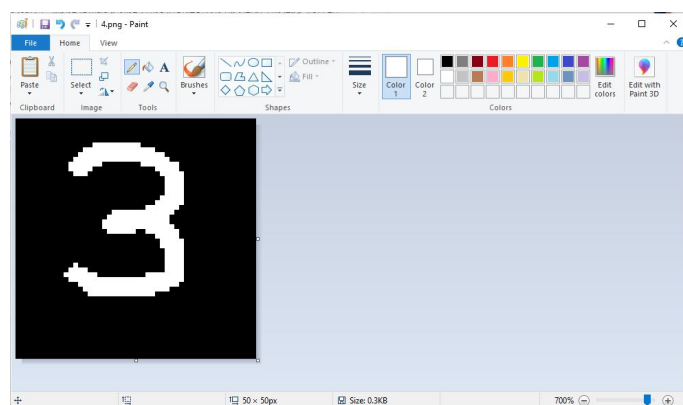 4.png - Paint
File Home View
Paste Select Brushes Outline Fill Size Color 1 Color 2 Edit colors Edit with Paint 3D
Clipboard Image Tools Shapes Colors
3
50 × 50px Size: 0.3KB 700%